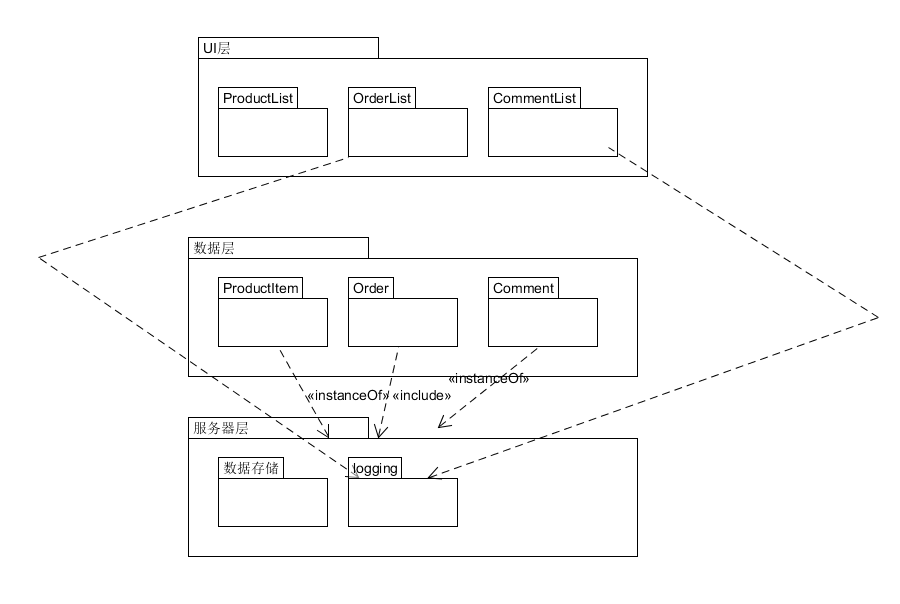 UI层
ProductList
OrderList
CommentList
数据层
ProductItem
Order
Comment
«instanceOf»
«instanceOf»
«include»
服务器层
数据存储
logging